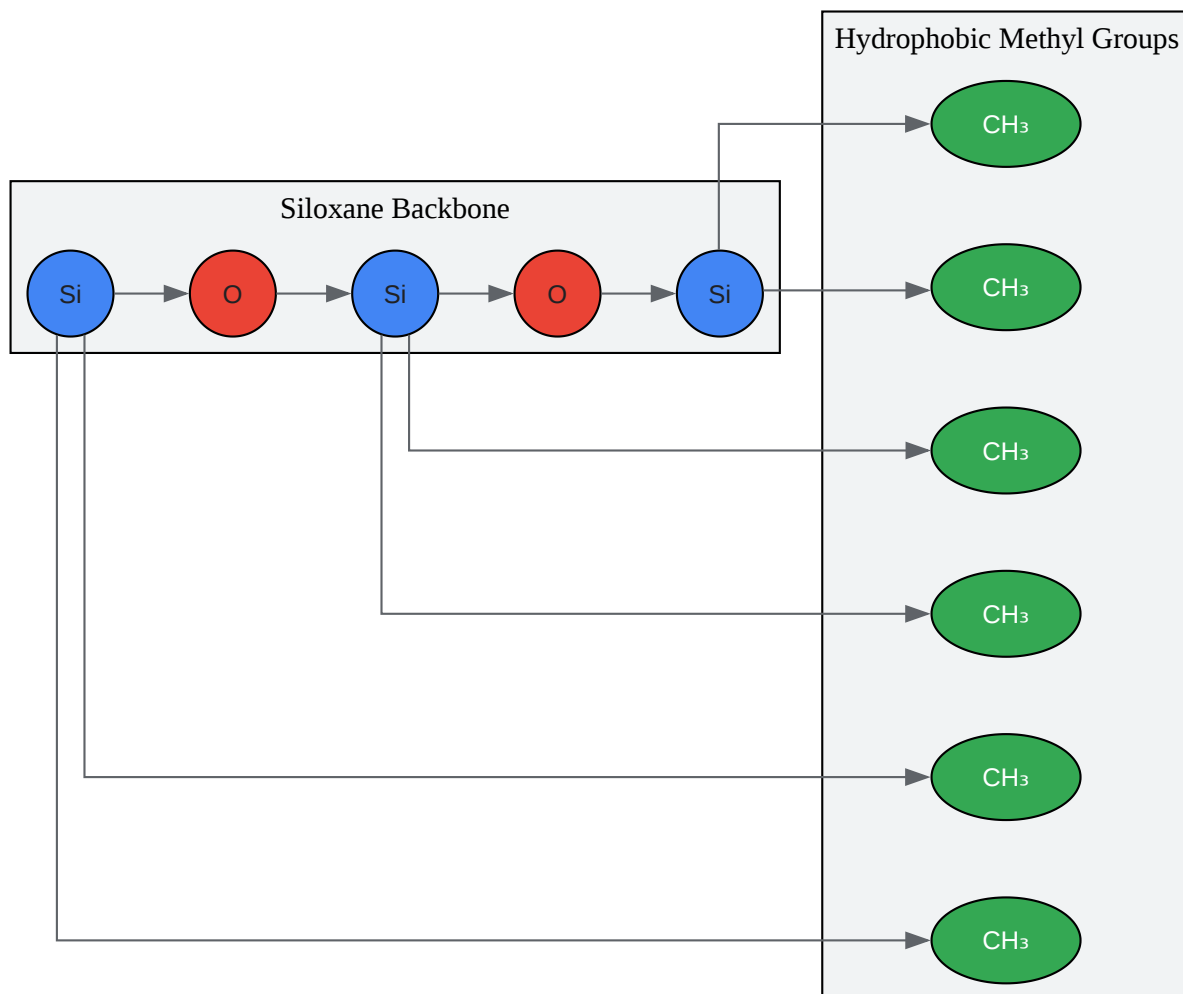 Hydrophobic Methyl Groups
CH₃
Siloxane Backbone
Si
O
Si
O
Si
CH₃
CH₃
CH₃
CH₃
CH₃